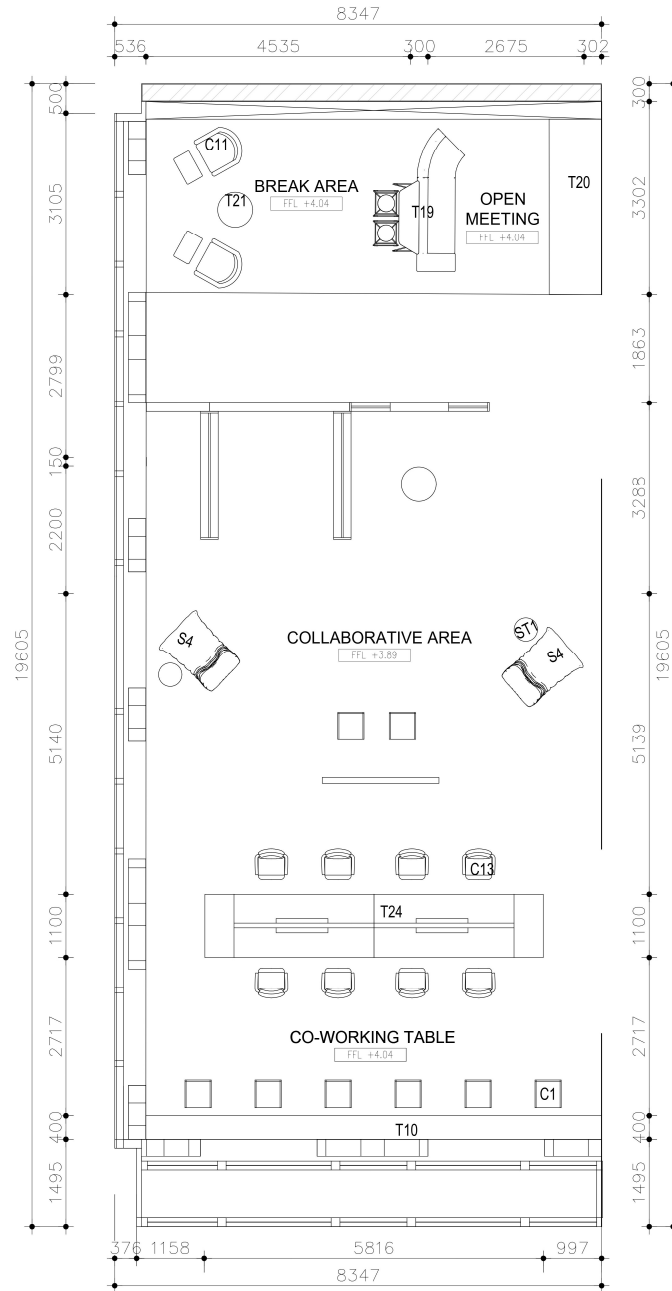 8347
536 4535 300 2675 302
500
300
C11
BREAK AREA
FFL +4.04
T21
T19
OPEN
MEETING
FFL +4.04
T20
3105
3302
2799
1863
150
2200
3288
19605
19605
S4
COLLABORATIVE AREA
FFL +3.89
ST1
S4
5140
5139
C13
T24
1100
1100
CO-WORKING TABLE
FFL +4.04
2717
2717
C1
T10
400
400
1495
1495
376 1158 5816 997
8347